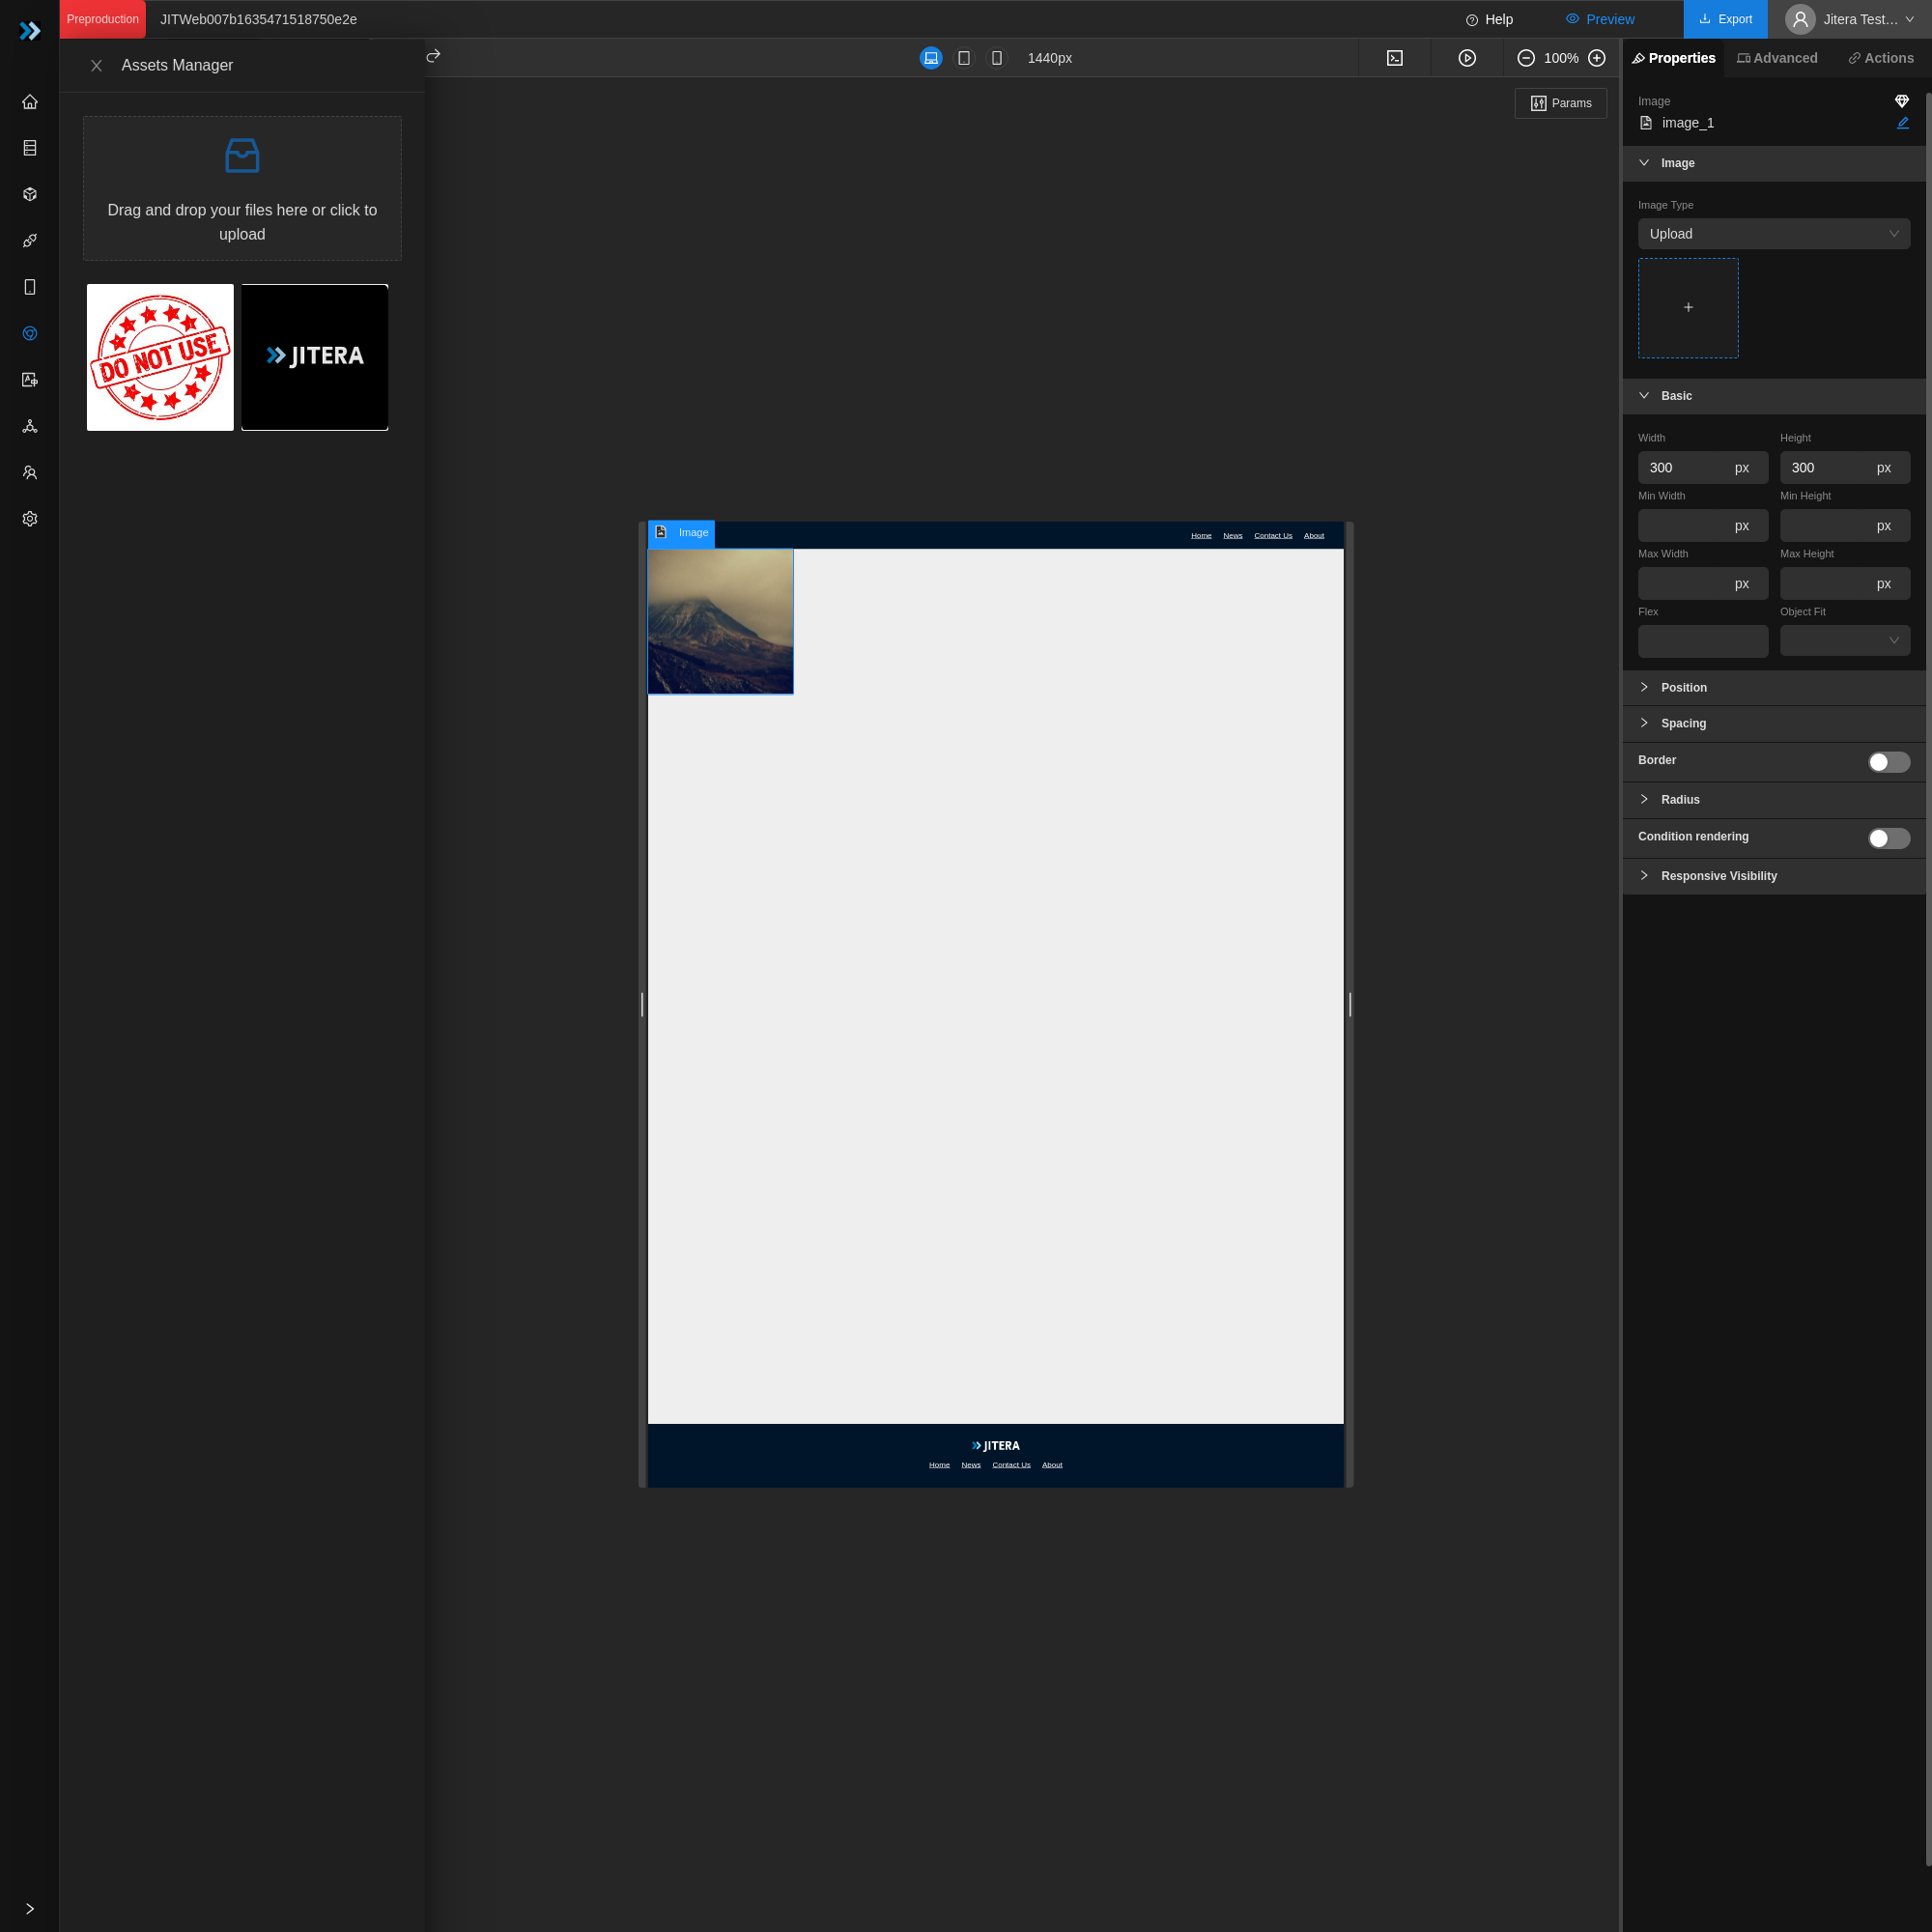 Preproduction
JITWeb007b1635471518750e2e
Help
Preview
Export
Jitera Test...
Assets Manager
1440px
100%
Properties
Advanced
Actions
Params
Drag and drop your files here or click to
upload
DO NOT USE
JITERA
Image
image_1
Image
Image Type
Upload
Basic
Width
Height
300 px
300 px
Min Width
Min Height
px
px
Max Width
Max Height
px
px
Flex
Object Fit
Position
Spacing
Border
Radius
Condition rendering
Responsive Visibility
Image
Home
News
Contact Us
About
JITERA
Home
News
Contact Us
About